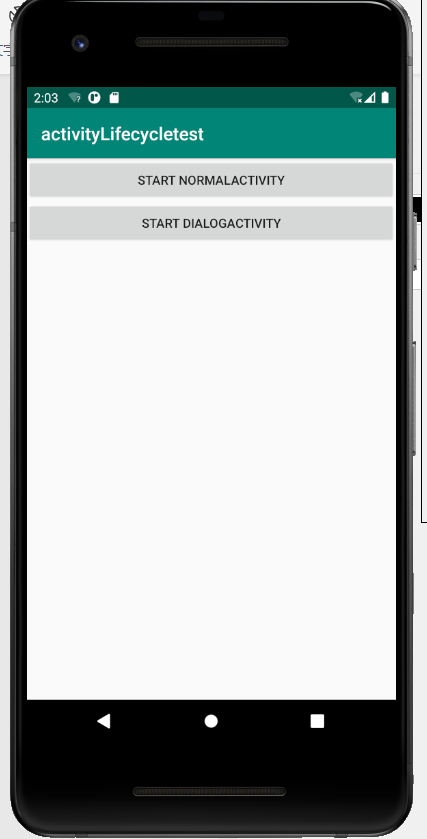 2:03
activityLifecycletest
START NORMALACTIVITY
START DIALOGACTIVITY